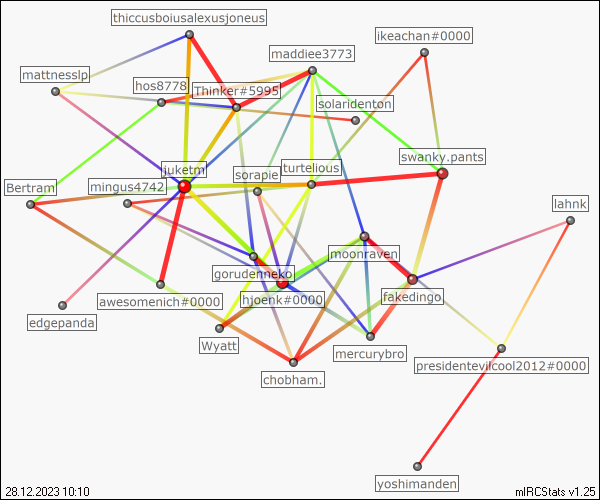 thiccusboiusalexusjoneus
ikeachan#0000
maddiee3773
mattnesslp
hos8778
Thinker#5995
solaridenton
swanky.pants
juketm
sorapie
turtelious
Bertram
mingus4742
lahnk
moonraven
gorudenneko
awesomenich#0000
hjoenk#0000
fakedingo
edgepanda
Wyatt
mercurybro
presidentevilcool2012#0000
chobham.
yoshimanden
28.12.2023 10:10
mIRCStats v1.25